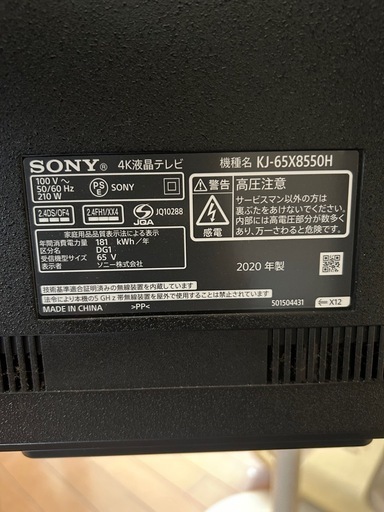 SONY® 4K液晶テレビ 機種名 KJ-65X8550H
100 V～
50/60 Hz
210 W
PS
E
SONY
2.4DS/OF4
2.4FH1/XX4
JQA
JQ10288
家庭用品品質表示法による表示
年間消費電力量 181 kWh/年
区分名 DG1
受信機型サイズ 65 V
表示者 ソニー株式会社
警告
感電
高圧注意
サービスマン以外の方は
裏ぶたをあけないでください。
内部には高電圧部分が数多く
あり、万一さわると危険です。
2020 年製
技術基準適合証明済みの無線装置を内蔵しています
法令により本機の5 GHz帯無線装置を屋外で使用することはできません
MADE IN CHINA >PP< S01504431
X12